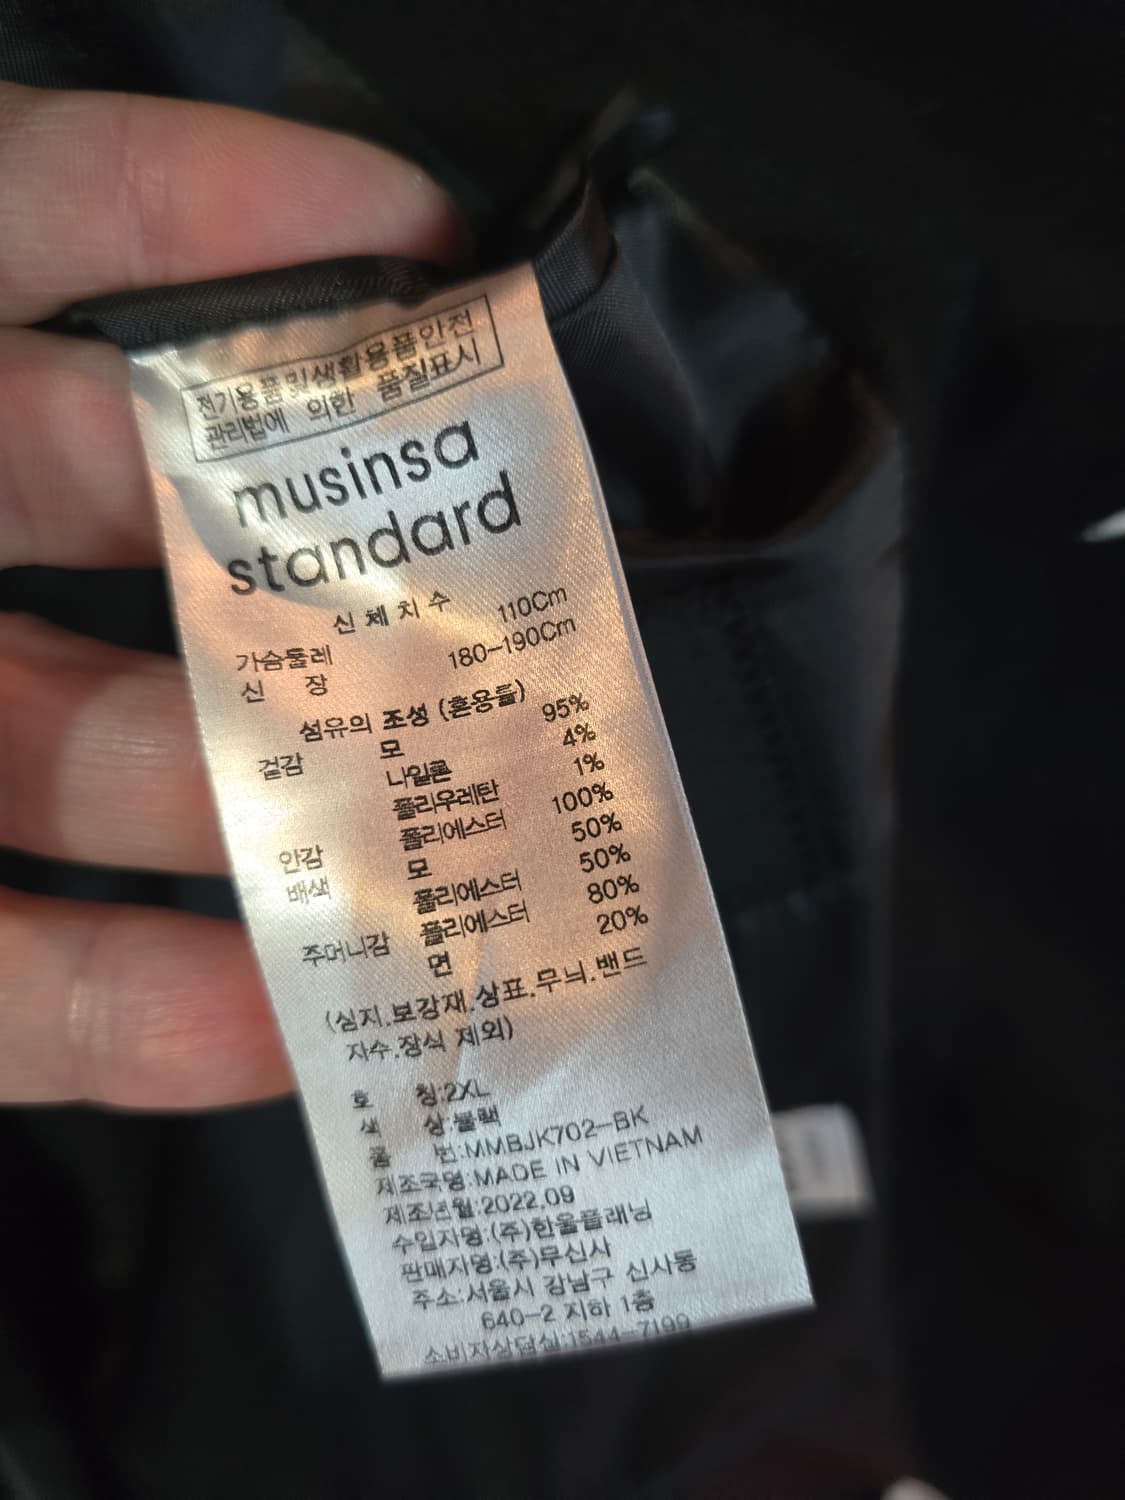 전기용품및생활용품안전
관리법에 의한 품질표시
musinsa
standard
신체치수
가슴둘레 110Cm
신 장 180-190Cm
섬유의 조성 (혼용률)
겉감 모 95%
나일론 4%
폴리우레탄 1%
안감 폴리에스터 100%
배색 모 50%
폴리에스터 50%
주머니감 폴리에스터 80%
면 20%
(심지.보강재.상표.무늬.밴드
자수.장식 제외)
호 칭:2XL
색 상:블랙
품 번:MMBJK702-BK
제조국명:MADE IN VIETNAM
제조년월:2022.09
수입자명:(주)한울플래닝
판매자명:(주)무신사
주소:서울시 강남구 신사동
640-2 지하 1층
소비자상담실:1544-7199